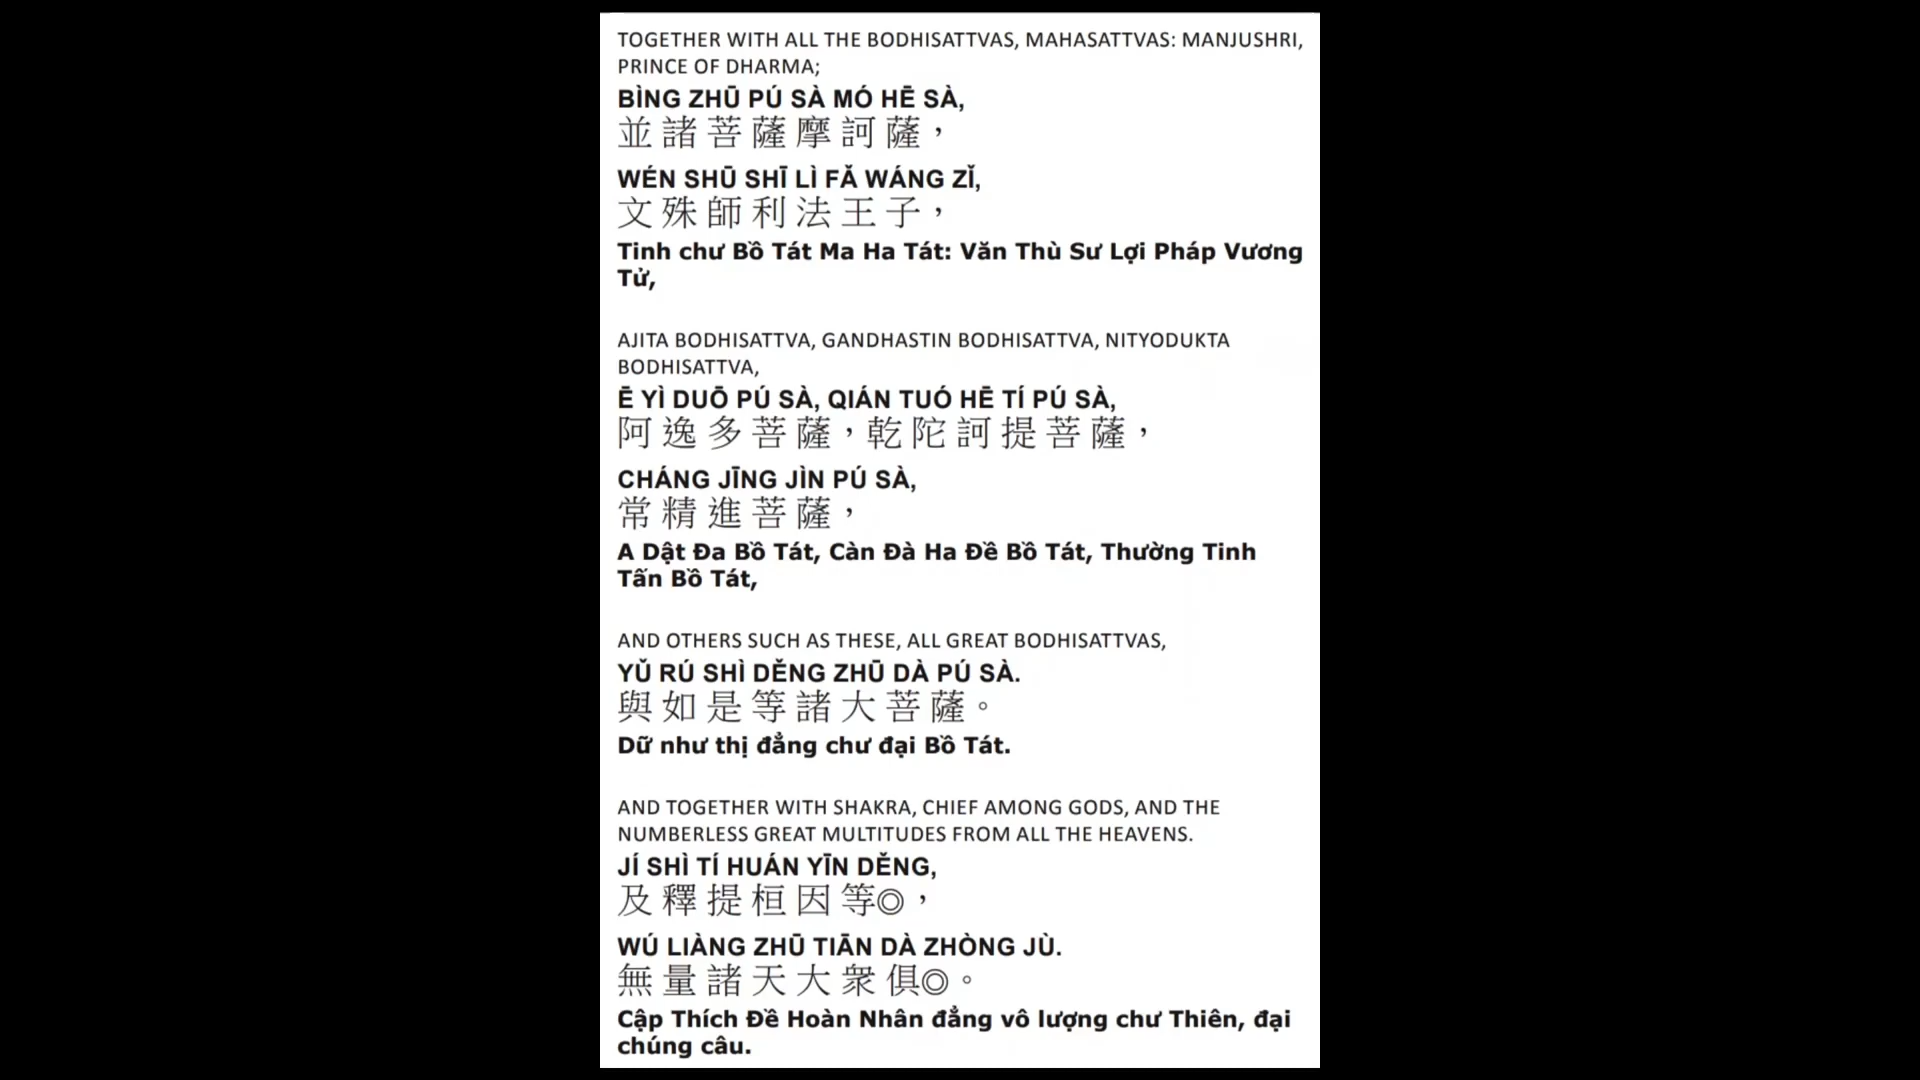 TOGETHER WITH ALL THE BODHISATTVAS, MAHASATTVAS: MANJUSHRI,
PRINCE OF DHARMA;
BÌNG ZHŪ PÚ SÀ MÓ HĒ SÀ,
並諸菩薩摩訶薩，
WÉN SHŪ SHĪ LÌ FǍ WÁNG ZǏ,
文殊師利法王子，
Tinh chư Bồ Tát Ma Ha Tát: Văn Thù Sư Lợi Pháp Vương
Tử,
AJITA BODHISATTVA, GANDHASTIN BODHISATTVA, NITYODUKTA
BODHISATTVA,
Ē YÌ DUŌ PÚ SÀ, QIÁN TUÓ HĒ TÍ PÚ SÀ,
阿逸多菩薩，乾陀訶提菩薩，
CHÁNG JĪNG JÌN PÚ SÀ,
常精進菩薩，
A Dật Đa Bồ Tát, Càn Đà Ha Đề Bồ Tát, Thường Tinh
Tấn Bồ Tát,
AND OTHERS SUCH AS THESE, ALL GREAT BODHISATTVAS,
YǓ RÚ SHÌ DĚNG ZHŪ DÀ PÚ SÀ.
與如是等諸大菩薩。
Dữ như thị đẳng chư đại Bồ Tát.
AND TOGETHER WITH SHAKRA, CHIEF AMONG GODS, AND THE
NUMBERLESS GREAT MULTITUDES FROM ALL THE HEAVENS.
JÍ SHÌ TÍ HUÁN YĪN DĚNG,
及釋提桓因等◎，
WÚ LIÀNG ZHŪ TIĀN DÀ ZHÒNG JÙ.
無量諸天大衆俱◎。
Cập Thích Đề Hoàn Nhân đẳng vô lượng chư Thiên, đại
chúng câu.